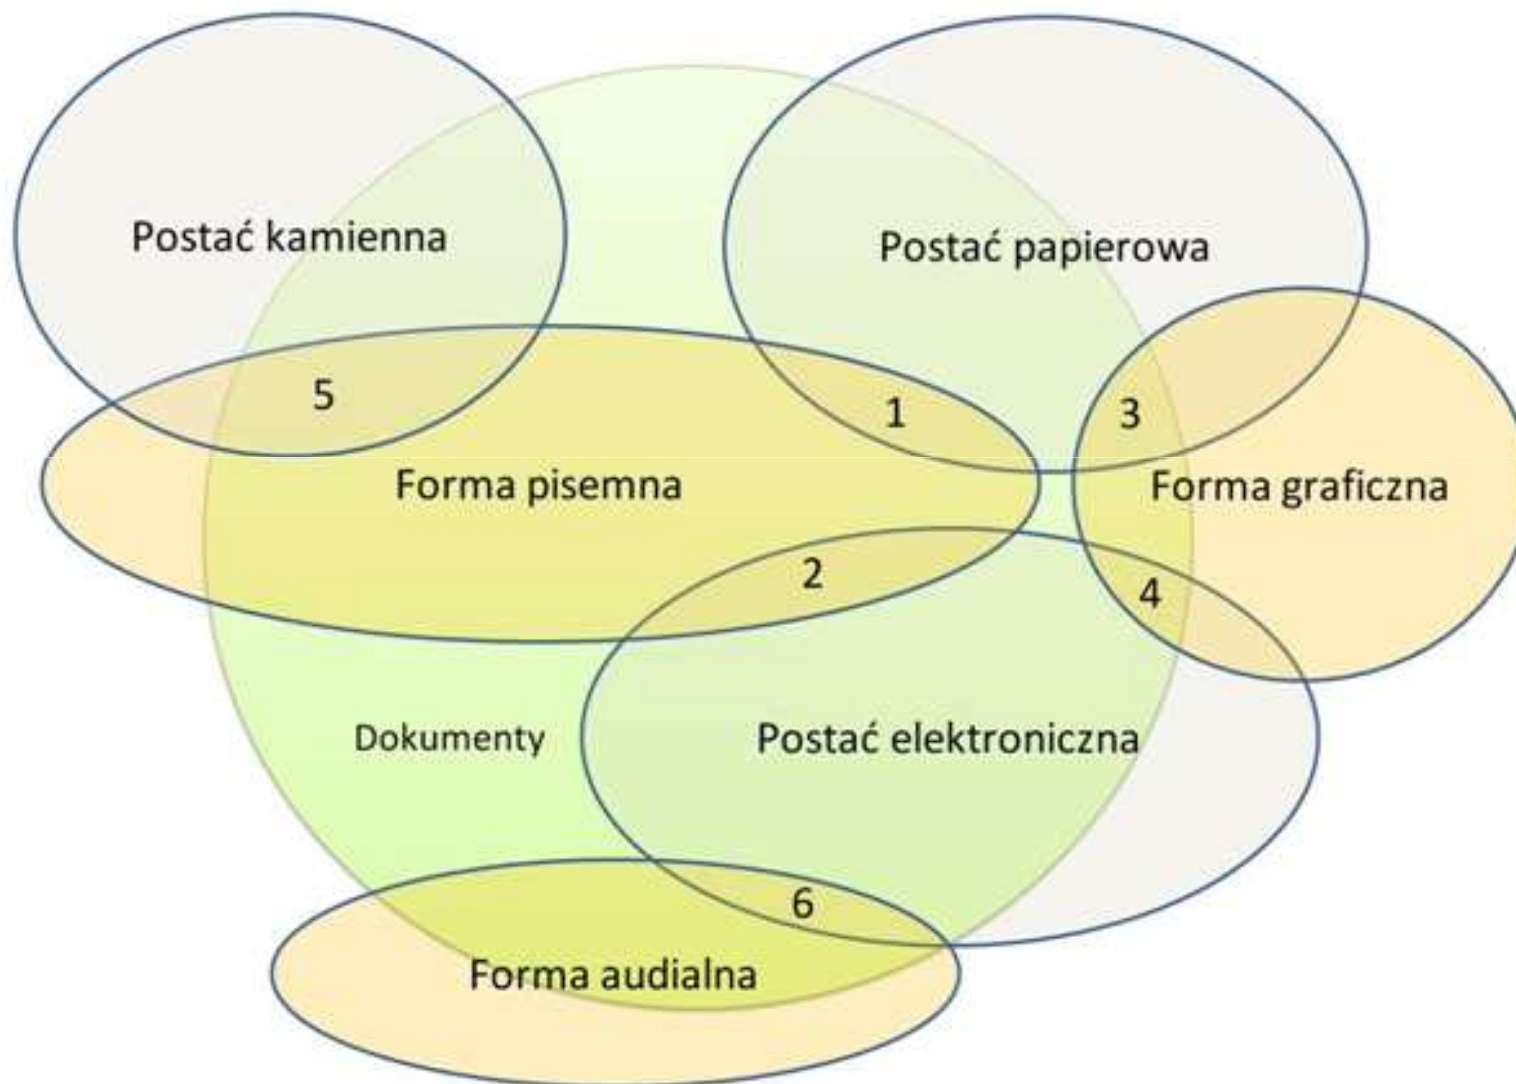 Postać kamienna
Postać papierowa
5
1
3
Forma pisemna
Forma graficzna
2
4
Dokumenty
Postać elektroniczna
6
Forma audialna